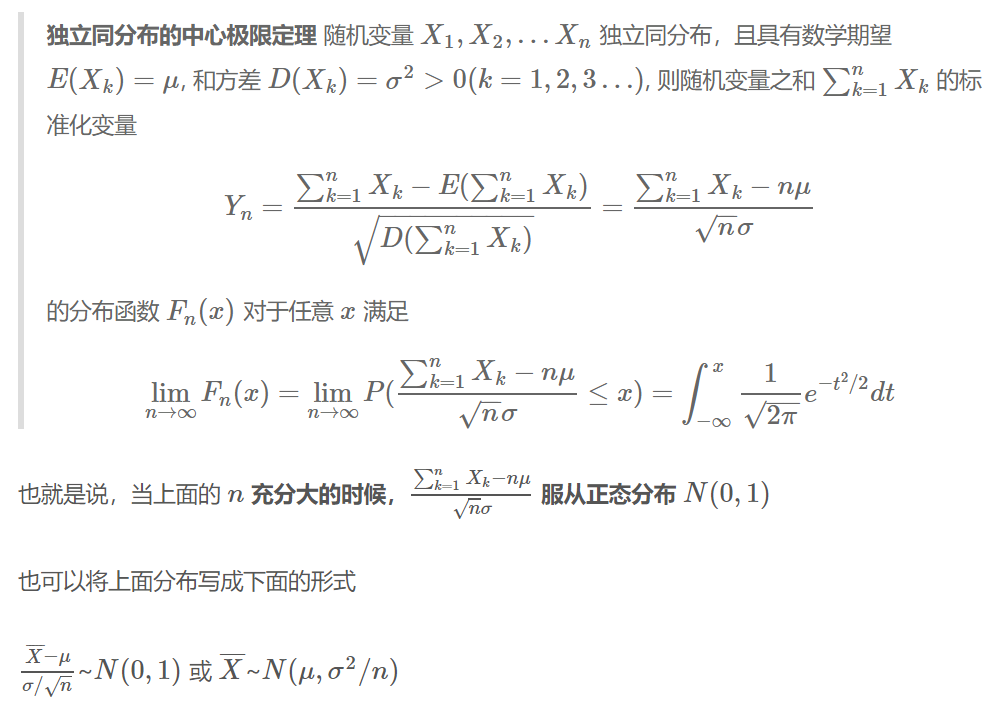 独立同分布的中心极限定理 随机变量 $X_1, X_2, \ldots X_n$ 独立同分布，且具有数学期望
$E(X_k) = \mu$, 和方差 $D(X_k) = \sigma^2 > 0(k = 1, 2, 3 \ldots)$, 则随机变量之和 $\sum_{k=1}^{n} X_k$ 的标
准化变量
$Y_n = \frac{\sum_{k=1}^{n} X_k - E(\sum_{k=1}^{n} X_k)}{\sqrt{D(\sum_{k=1}^{n} X_k)}} = \frac{\sum_{k=1}^{n} X_k - n\mu}{\sqrt{n}\sigma}$
的分布函数 $F_n(x)$ 对于任意 $x$ 满足
$\lim_{n \to \infty} F_n(x) = \lim_{n \to \infty} P(\frac{\sum_{k=1}^{n} X_k - n\mu}{\sqrt{n}\sigma} \leq x) = \int_{-\infty}^{x} \frac{1}{\sqrt{2\pi}} e^{-t^2/2} dt$
也就是说，当上面的 $n$ 充分大的时候，$\frac{\sum_{k=1}^{n} X_k - n\mu}{\sqrt{n}\sigma}$ 服从正态分布 $N(0, 1)$
也可以将上面分布写成下面的形式
$\frac{\overline{X} - \mu}{\sigma/\sqrt{n}}$~$N(0, 1)$ 或 $\overline{X}$~$N(\mu, \sigma^2/n)$